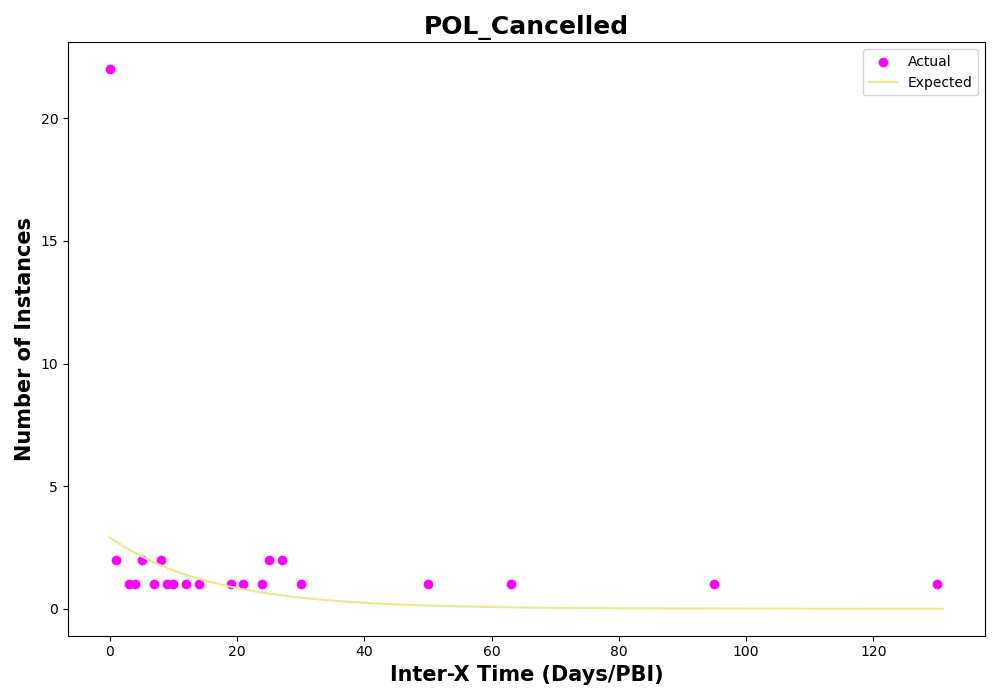 POL_Cancelled
Actual
Expected
Number of Instances
20
15
10
5
0
0 20 40 60 80 100 120
Inter-X Time (Days/PBI)